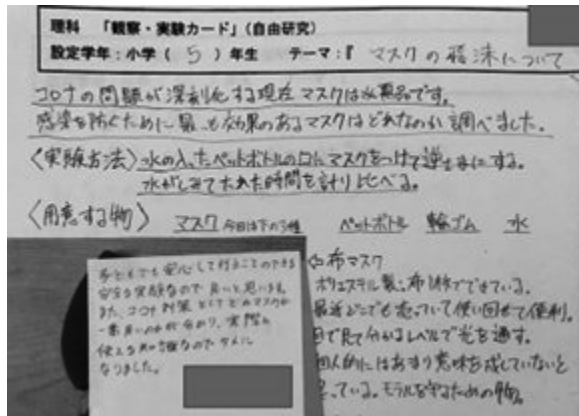 理科 「観察・実験カード」(自由研究)
設定学年:小学( 5 )年生 テーマ:『 マスクの飛沫について
コロナの問題が深刻化する現在マスクは必需品です。
感染を防ぐために最も効果のあるマスクはどれなのか調べました。
〈実験方法〉水の入ったペットボトルの口にマスクをつけて逆さまにする。
水がしみてたれた時間を計り比べる。
〈用意する物〉 マスク 今回は下の3種 ペットボトル 輪ゴム 水
⇦布マスク
ポリエステル製。布1枚でできている。
最近どこでも売っていて使い回せて便利。
目で見て分かるレベルで光を通す。
個人的にはあまり意味を成していないと
っている。モラルを守るための物。
子どもでも安心して行うことのできる
安全な実験なので良いと思います。
また、コロナ対策としてどのマスクが
一番良いのかが分かり、実際に
使える知識なのでタメに
なりました。